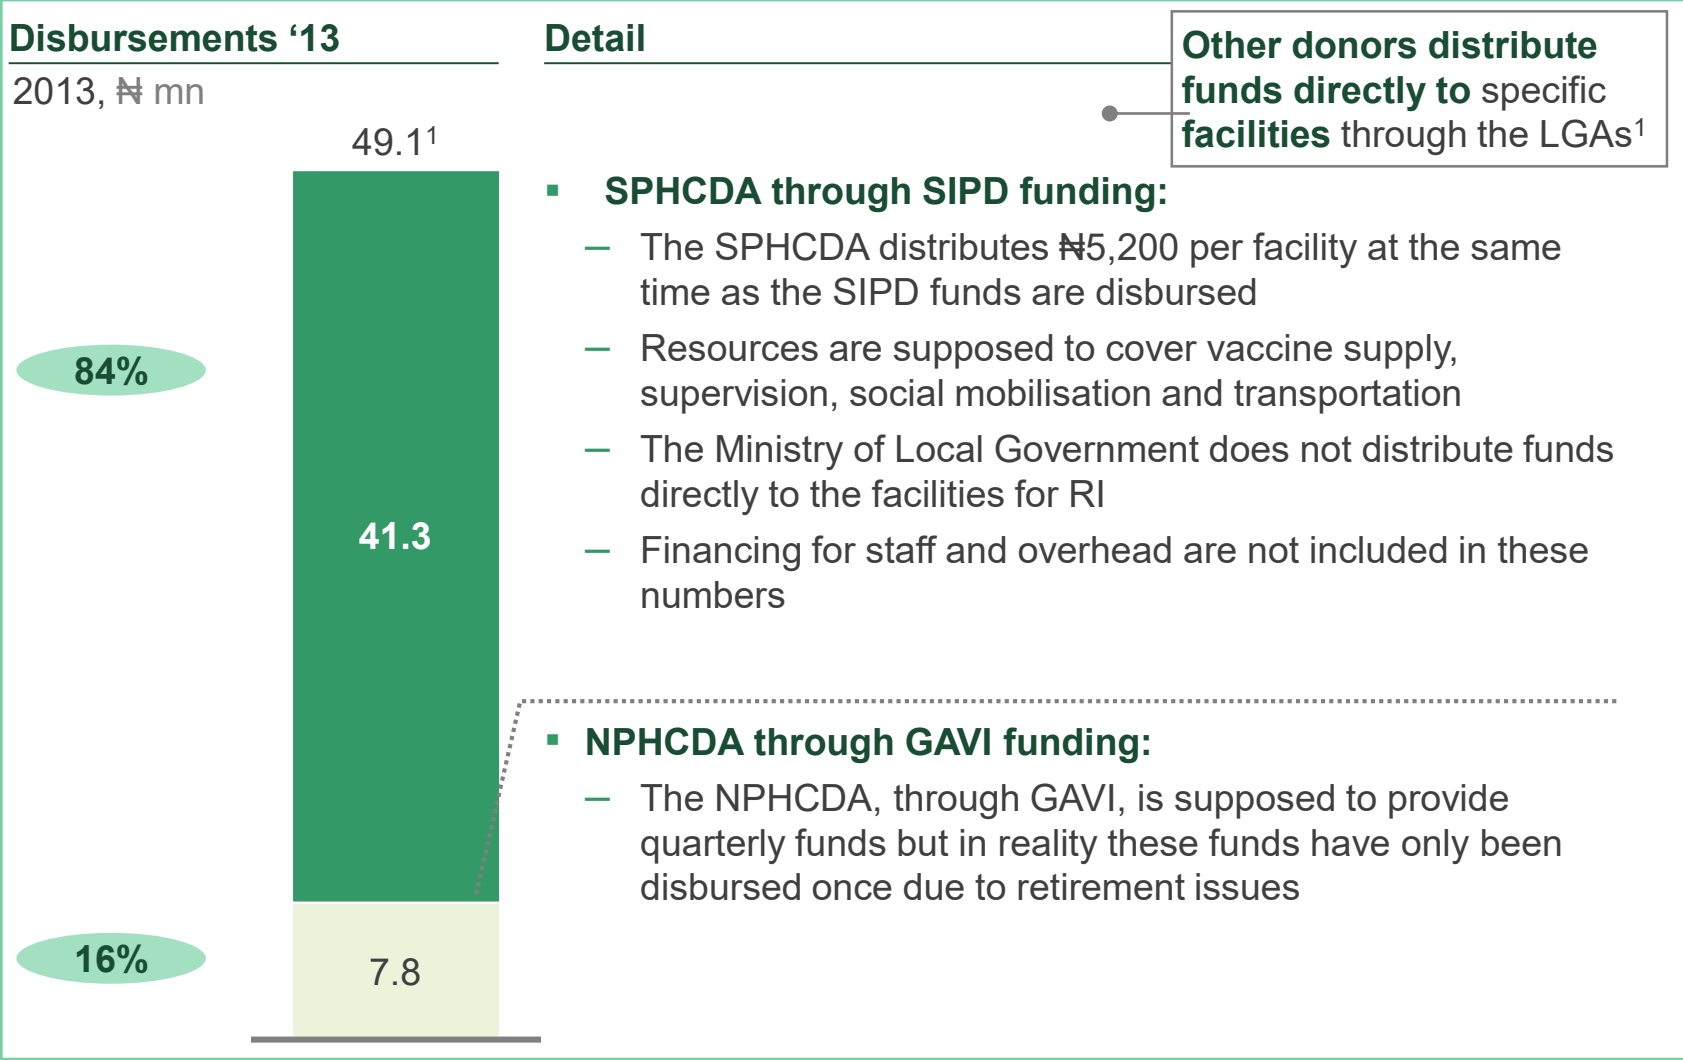 Disbursements ‘13
2013, ₦ mn
49.1¹
84%
41.3
16%
7.8
Detail
Other donors distribute
funds directly to specific
facilities through the LGAs¹
▪ SPHCDA through SIPD funding:
– The SPHCDA distributes ₦5,200 per facility at the same
time as the SIPD funds are disbursed
– Resources are supposed to cover vaccine supply,
supervision, social mobilisation and transportation
– The Ministry of Local Government does not distribute funds
directly to the facilities for RI
– Financing for staff and overhead are not included in these
numbers
▪ NPHCDA through GAVI funding:
– The NPHCDA, through GAVI, is supposed to provide
quarterly funds but in reality these funds have only been
disbursed once due to retirement issues